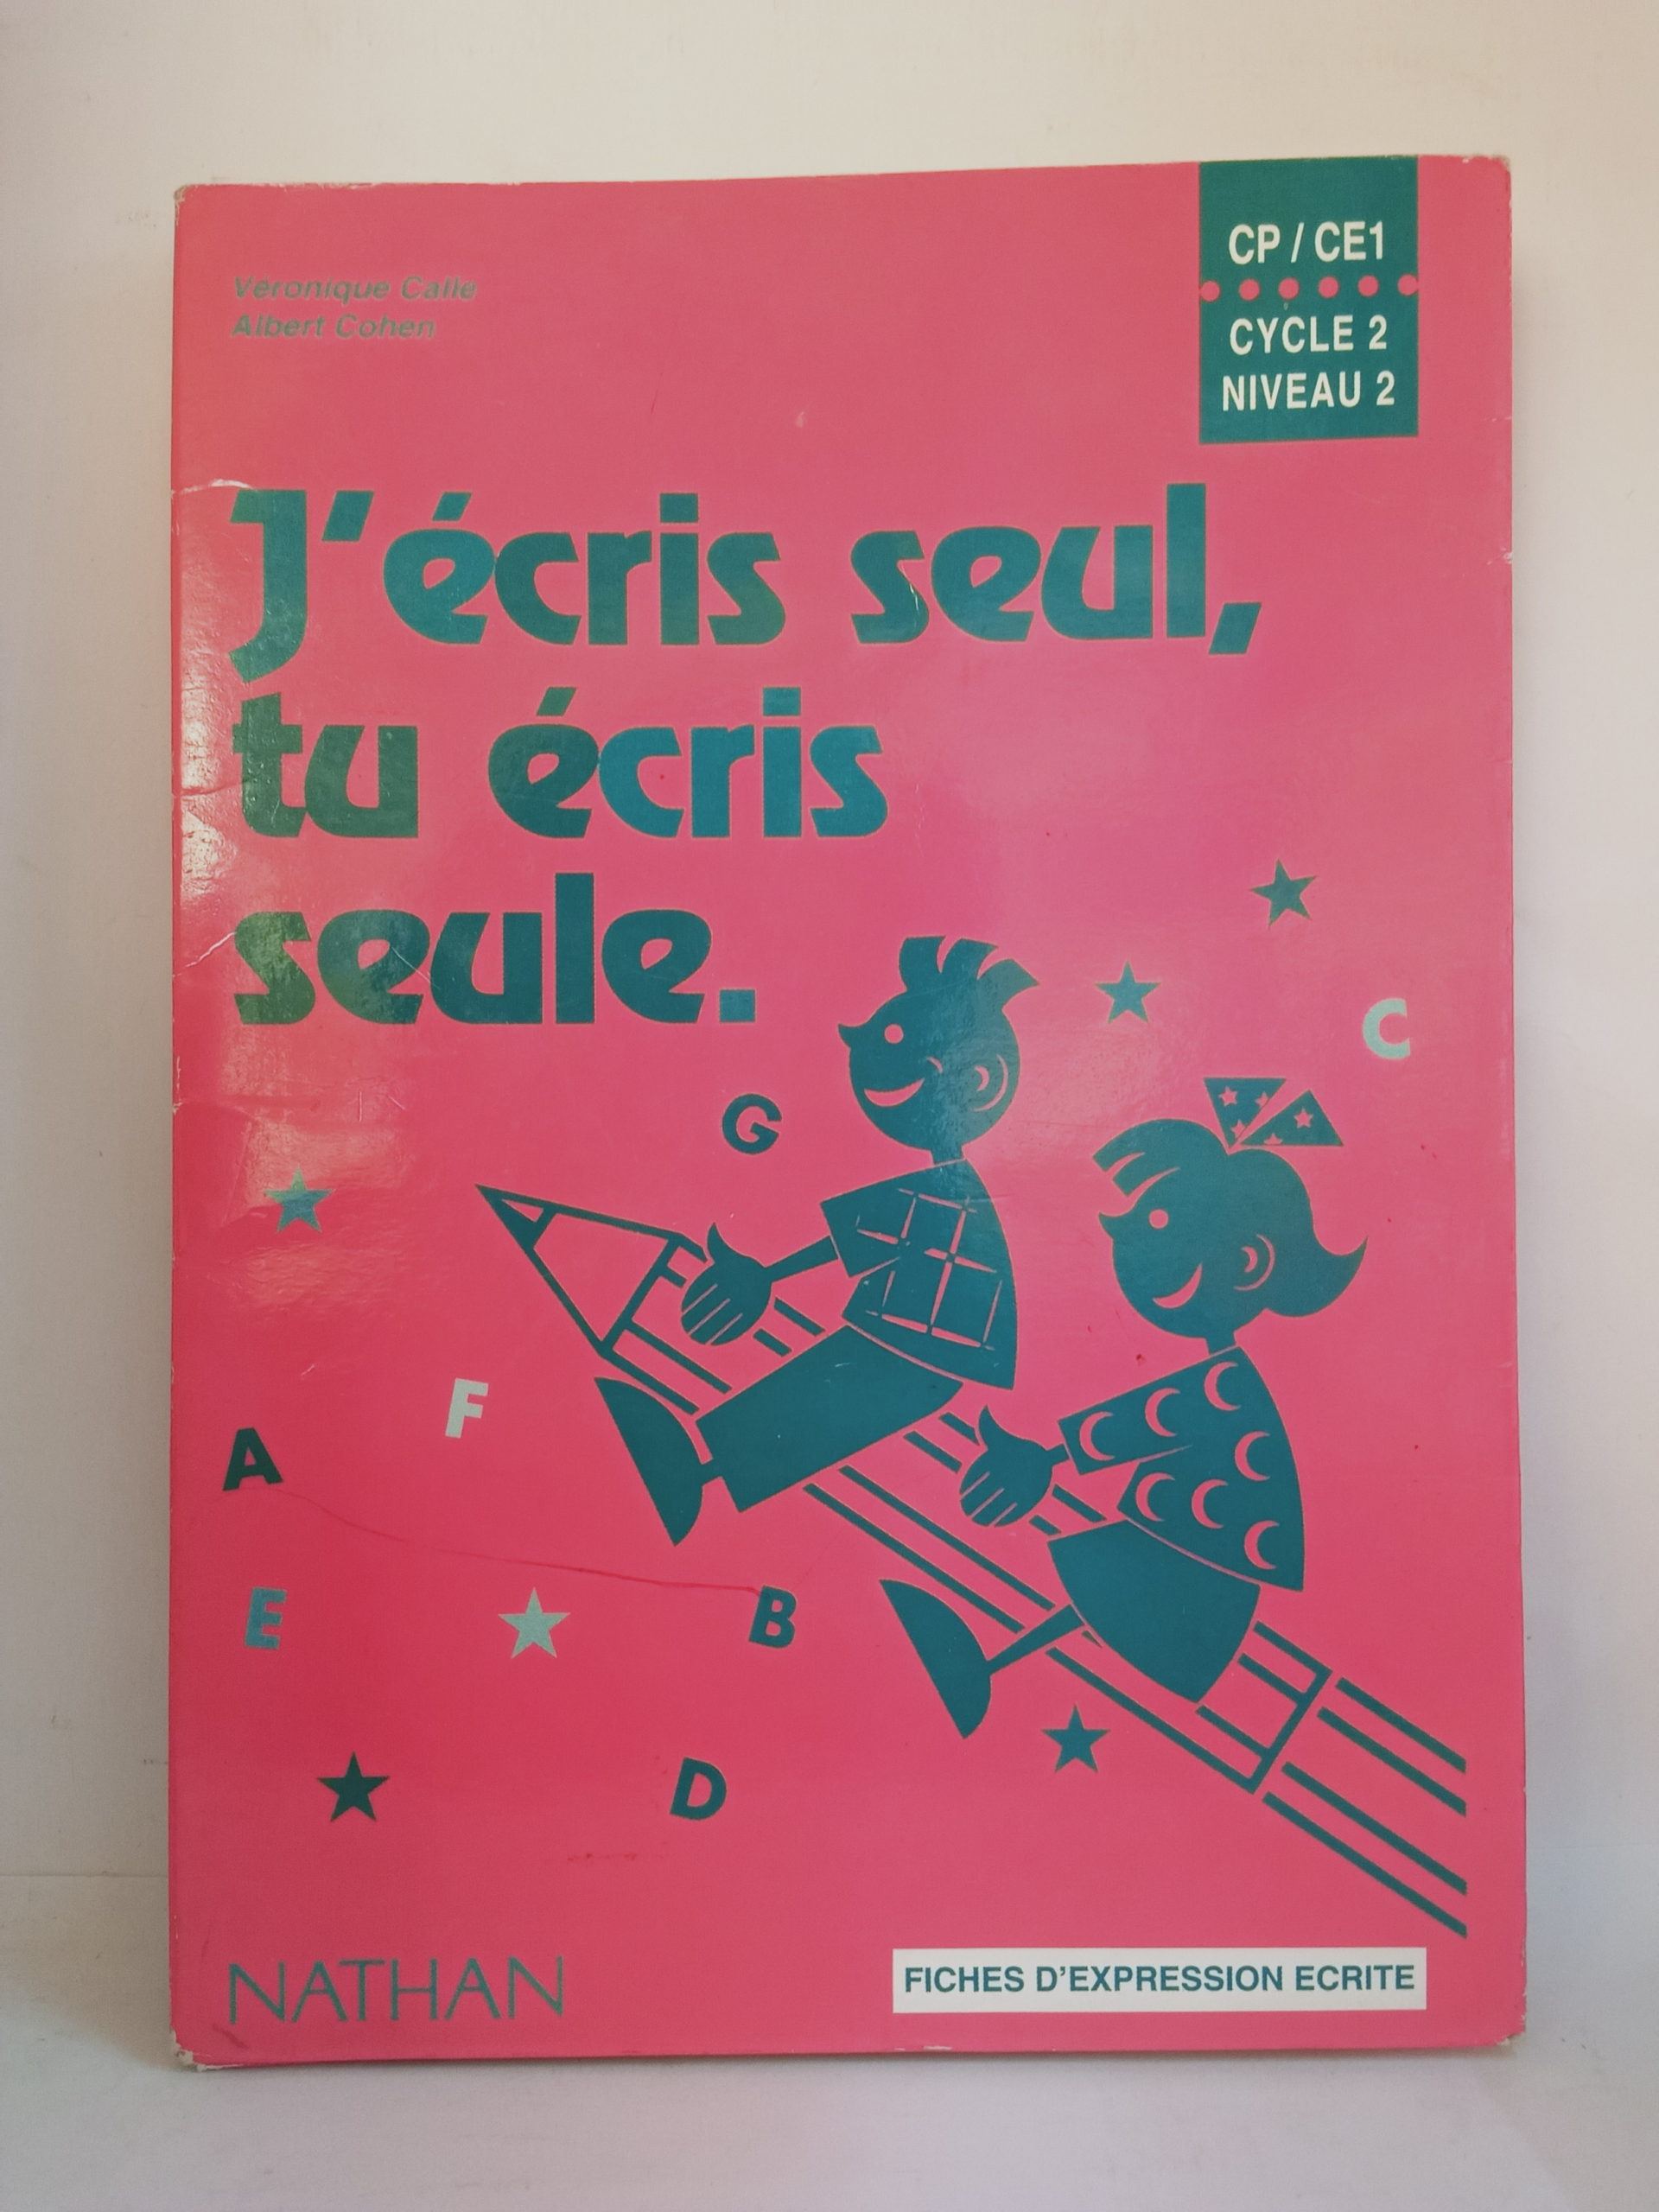 Véronique Calle
Albert Cohen
CP / CE1
CYCLE 2
NIVEAU 2
J'écris seul,
tu écris
seule.
C
G
F
A
E
B
D
NATHAN
FICHES D'EXPRESSION ECRITE